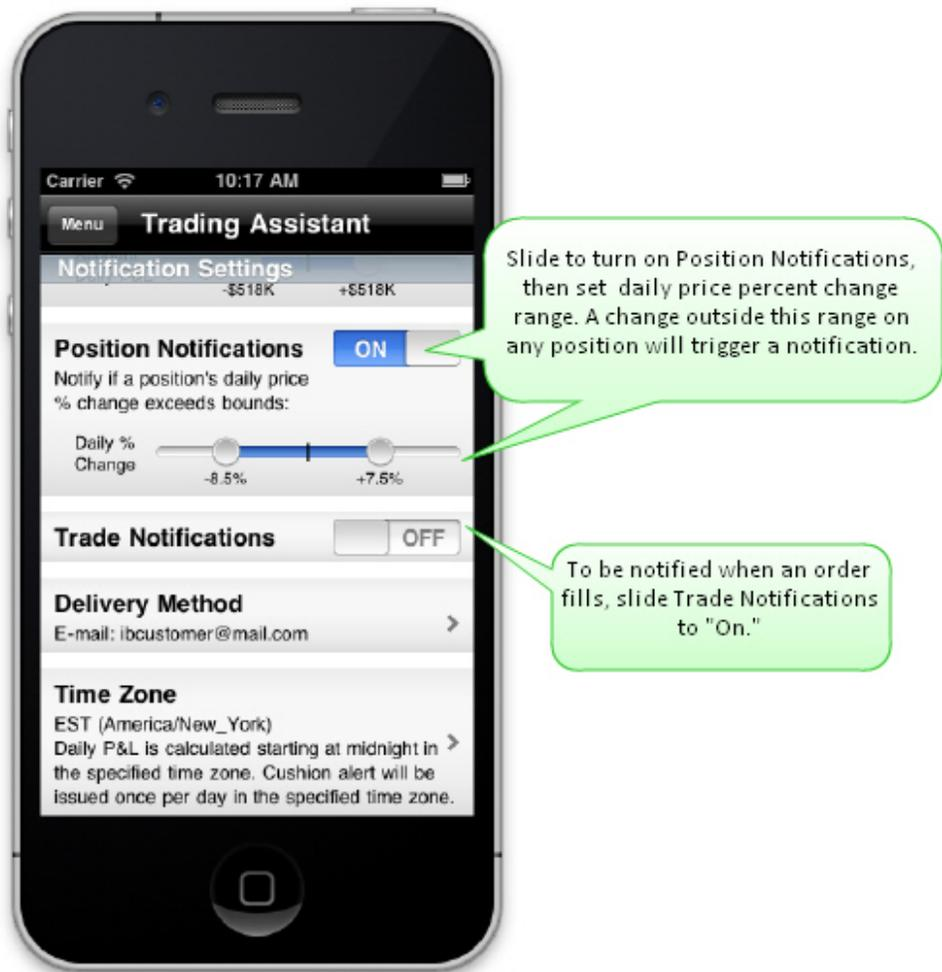 Carrier 10:17 AM
Menu Trading Assistant
Notification Settings
-$518K +$518K
Position Notifications ON
Notify if a position's daily price
% change exceeds bounds:
Daily %
Change
-8.5% +7.5%
Trade Notifications OFF
Delivery Method
E-mail: ibcustomer@mail.com
Time Zone
EST (America/New_York)
Daily P&L is calculated starting at midnight in
the specified time zone. Cushion alert will be
issued once per day in the specified time zone.
Slide to turn on Position Notifications,
then set daily price percent change
range. A change outside this range on
any position will trigger a notification.
To be notified when an order
fills, slide Trade Notifications
to "On."